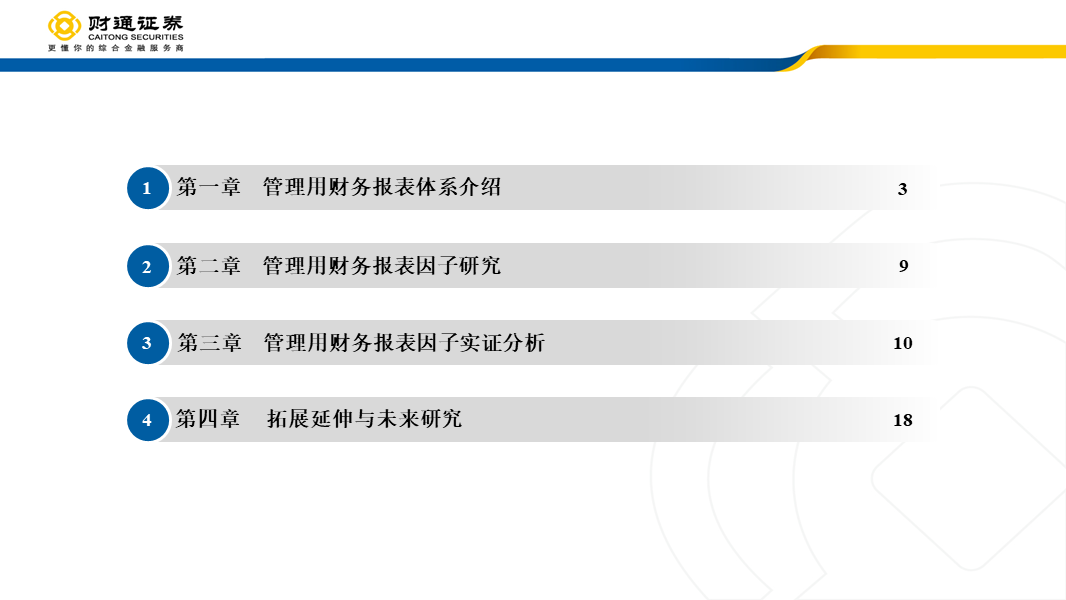 财通证券
CAITONG SECURITIES
更懂你的综合金融服务商
1 第一章 管理用财务报表体系介绍 3
2 第二章 管理用财务报表因子研究 9
3 第三章 管理用财务报表因子实证分析 10
4 第四章 拓展延伸与未来研究 18